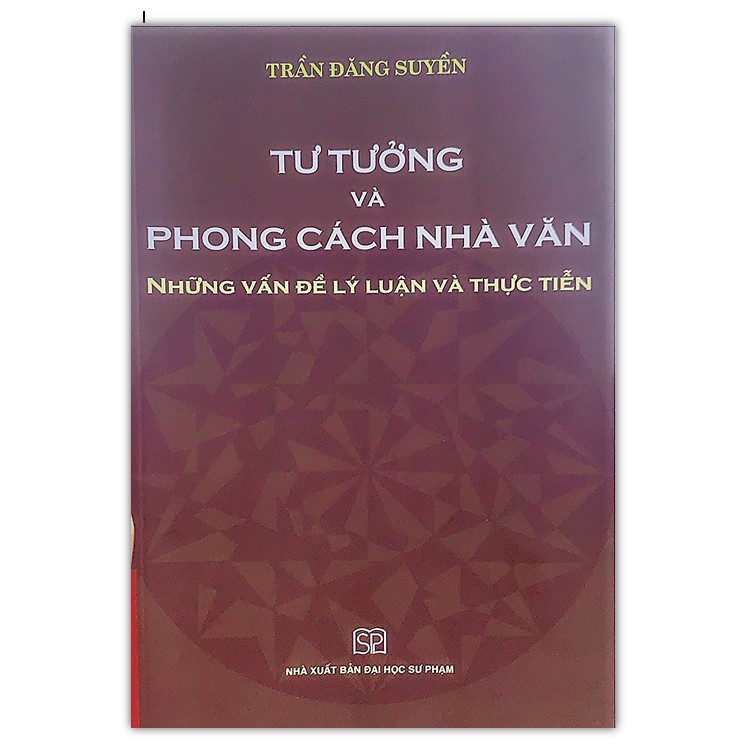 TRẦN ĐĂNG SUYỀN
TƯ TƯỞNG
VÀ
PHONG CÁCH NHÀ VĂN
NHỮNG VẤN ĐỀ LÝ LUẬN VÀ THỰC TIỄN
SP
NHÀ XUẤT BẢN ĐẠI HỌC SƯ PHẠM